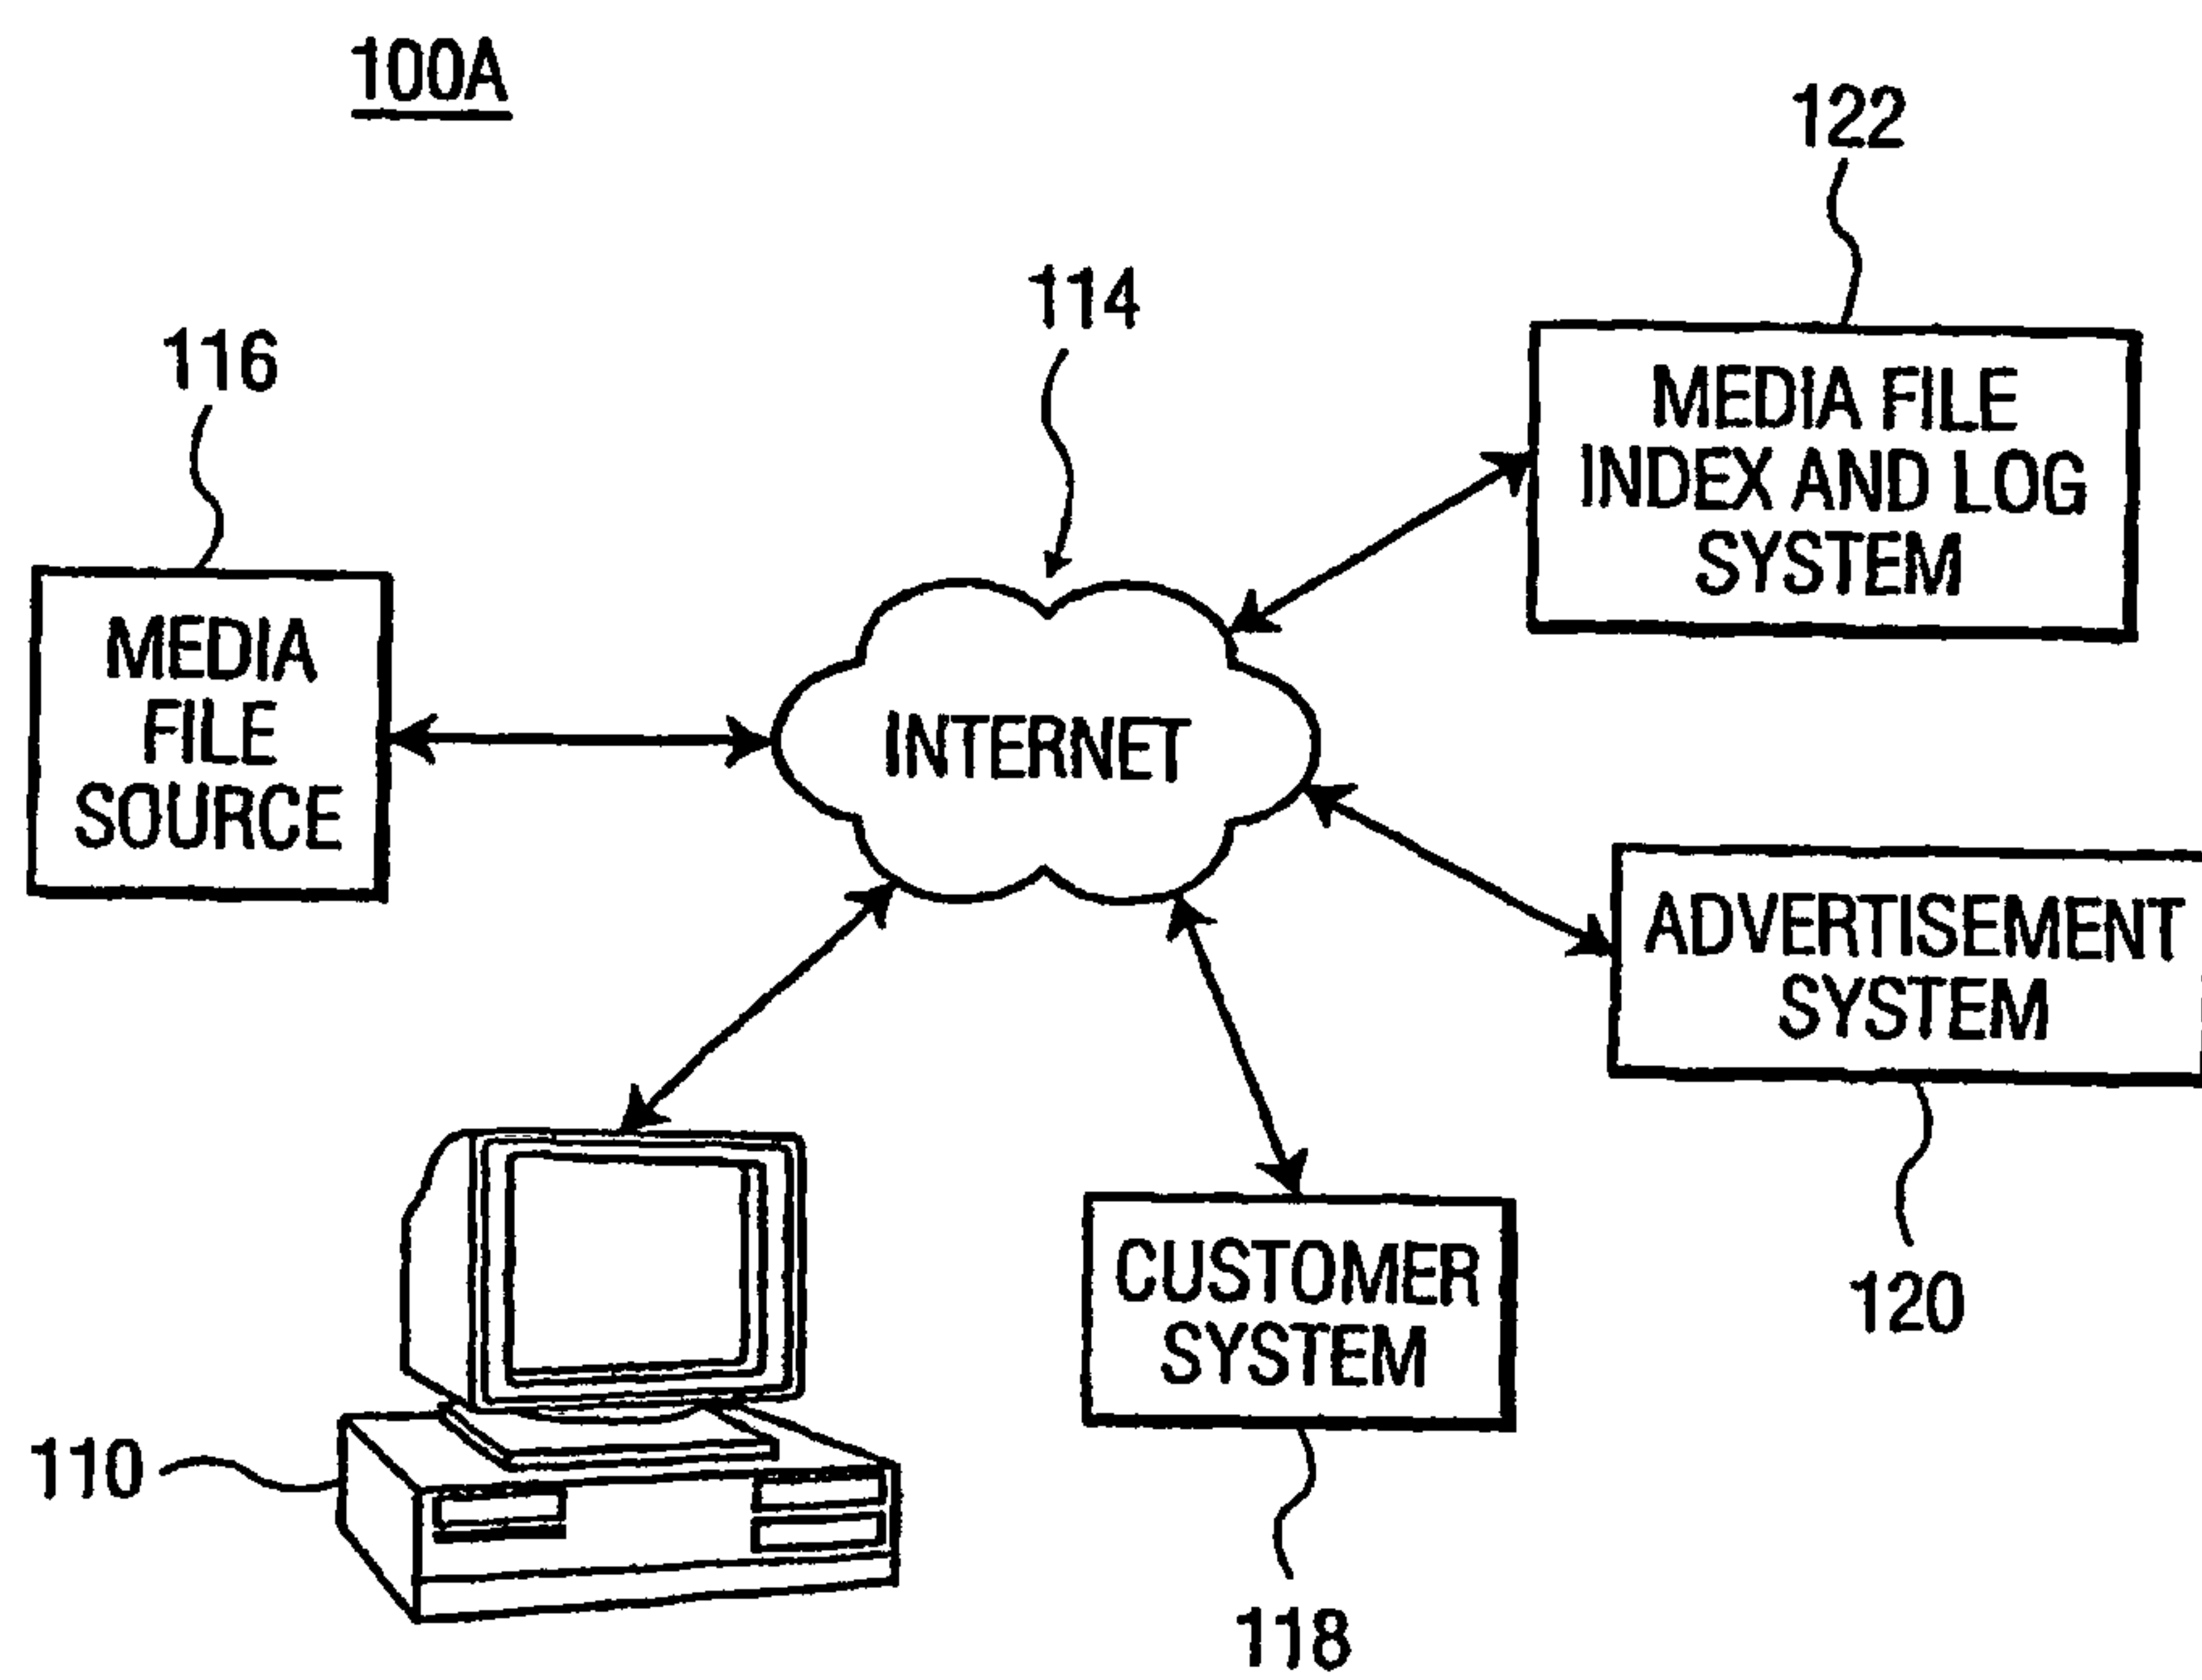 100A
122
114
116
MEDIA FILE
INDEX AND LOG
SYSTEM
MEDIA
FILE
SOURCE
INTERNET
ADVERTISEMENT
SYSTEM
CUSTOMER
SYSTEM
120
110
118